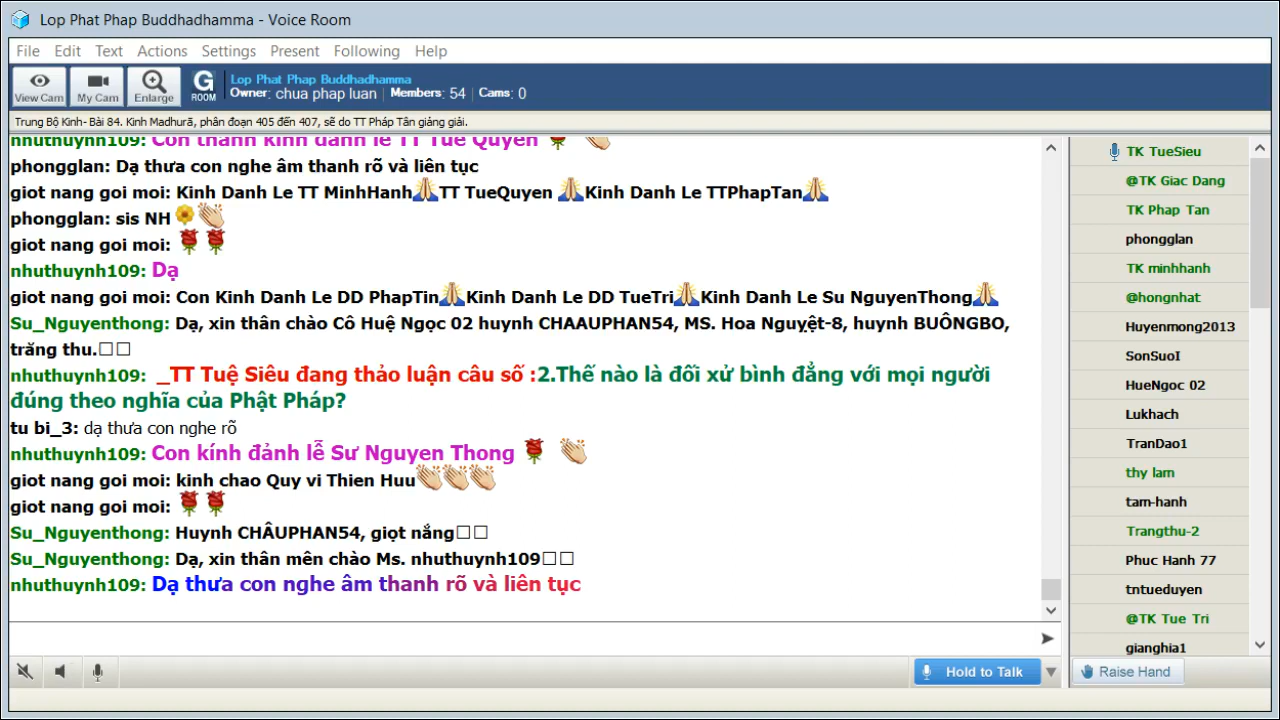 Lop Phat Phap Buddhadhamma - Voice Room
File Edit Text Actions Settings Present Following Help
View Cam My Cam Enlarge G ROOM
Lop Phat Phap Buddhadhamma
Owner: chua phap luan Members: 54 Cams: 0
Trung Bộ Kinh- Bài 84. Kinh Madhurā, phân đoạn 405 đến 407, sẽ do TT Pháp Tân giảng giải.
nhuthuynh109: Con thành kính đảnh lễ TT Tuệ Quyền
phongglan: Dạ thưa con nghe âm thanh rõ và liên tục
giot nang goi moi: Kinh Danh Le TT MinhHanh🙏TT TueQuyen 🙏Kinh Danh Le TTPhapTan🙏
phongglan: sis NH
giot nang goi moi:
nhuthuynh109: Dạ
giot nang goi moi: Con Kinh Danh Le DD PhapTin🙏Kinh Danh Le DD TueTri🙏Kinh Danh Le Su NguyenThong🙏
Su_Nguyenthong: Dạ, xin thân chào Cô Huệ Ngọc 02 huynh CHAAUPHAN54, MS. Hoa Nguyệt-8, huynh BUÔNGBO,
trăng thu.□□
nhuthuynh109: _TT Tuệ Siêu đang thảo luận câu số :2.Thế nào là đối xử bình đẳng với mọi người
đúng theo nghĩa của Phật Pháp?
tu bi_3: dạ thưa con nghe rõ
nhuthuynh109: Con kính đảnh lễ Sư Nguyen Thong
giot nang goi moi: kinh chao Quy vi Thien Huu
giot nang goi moi:
Su_Nguyenthong: Huynh CHÂUPHAN54, giọt nắng□□
Su_Nguyenthong: Dạ, xin thân mên chào Ms. nhuthuynh109□□
nhuthuynh109: Dạ thưa con nghe âm thanh rõ và liên tục
Hold to Talk
TK TueSieu
@TK Giac Dang
TK Phap Tan
phongglan
TK minhhanh
@hongnhat
Huyenmong2013
SonSuoI
HueNgoc 02
Lukhach
TranDao1
thy lam
tam-hanh
Trangthu-2
Phuc Hanh 77
tntueduyen
@TK Tue Tri
gianghia1
Raise Hand